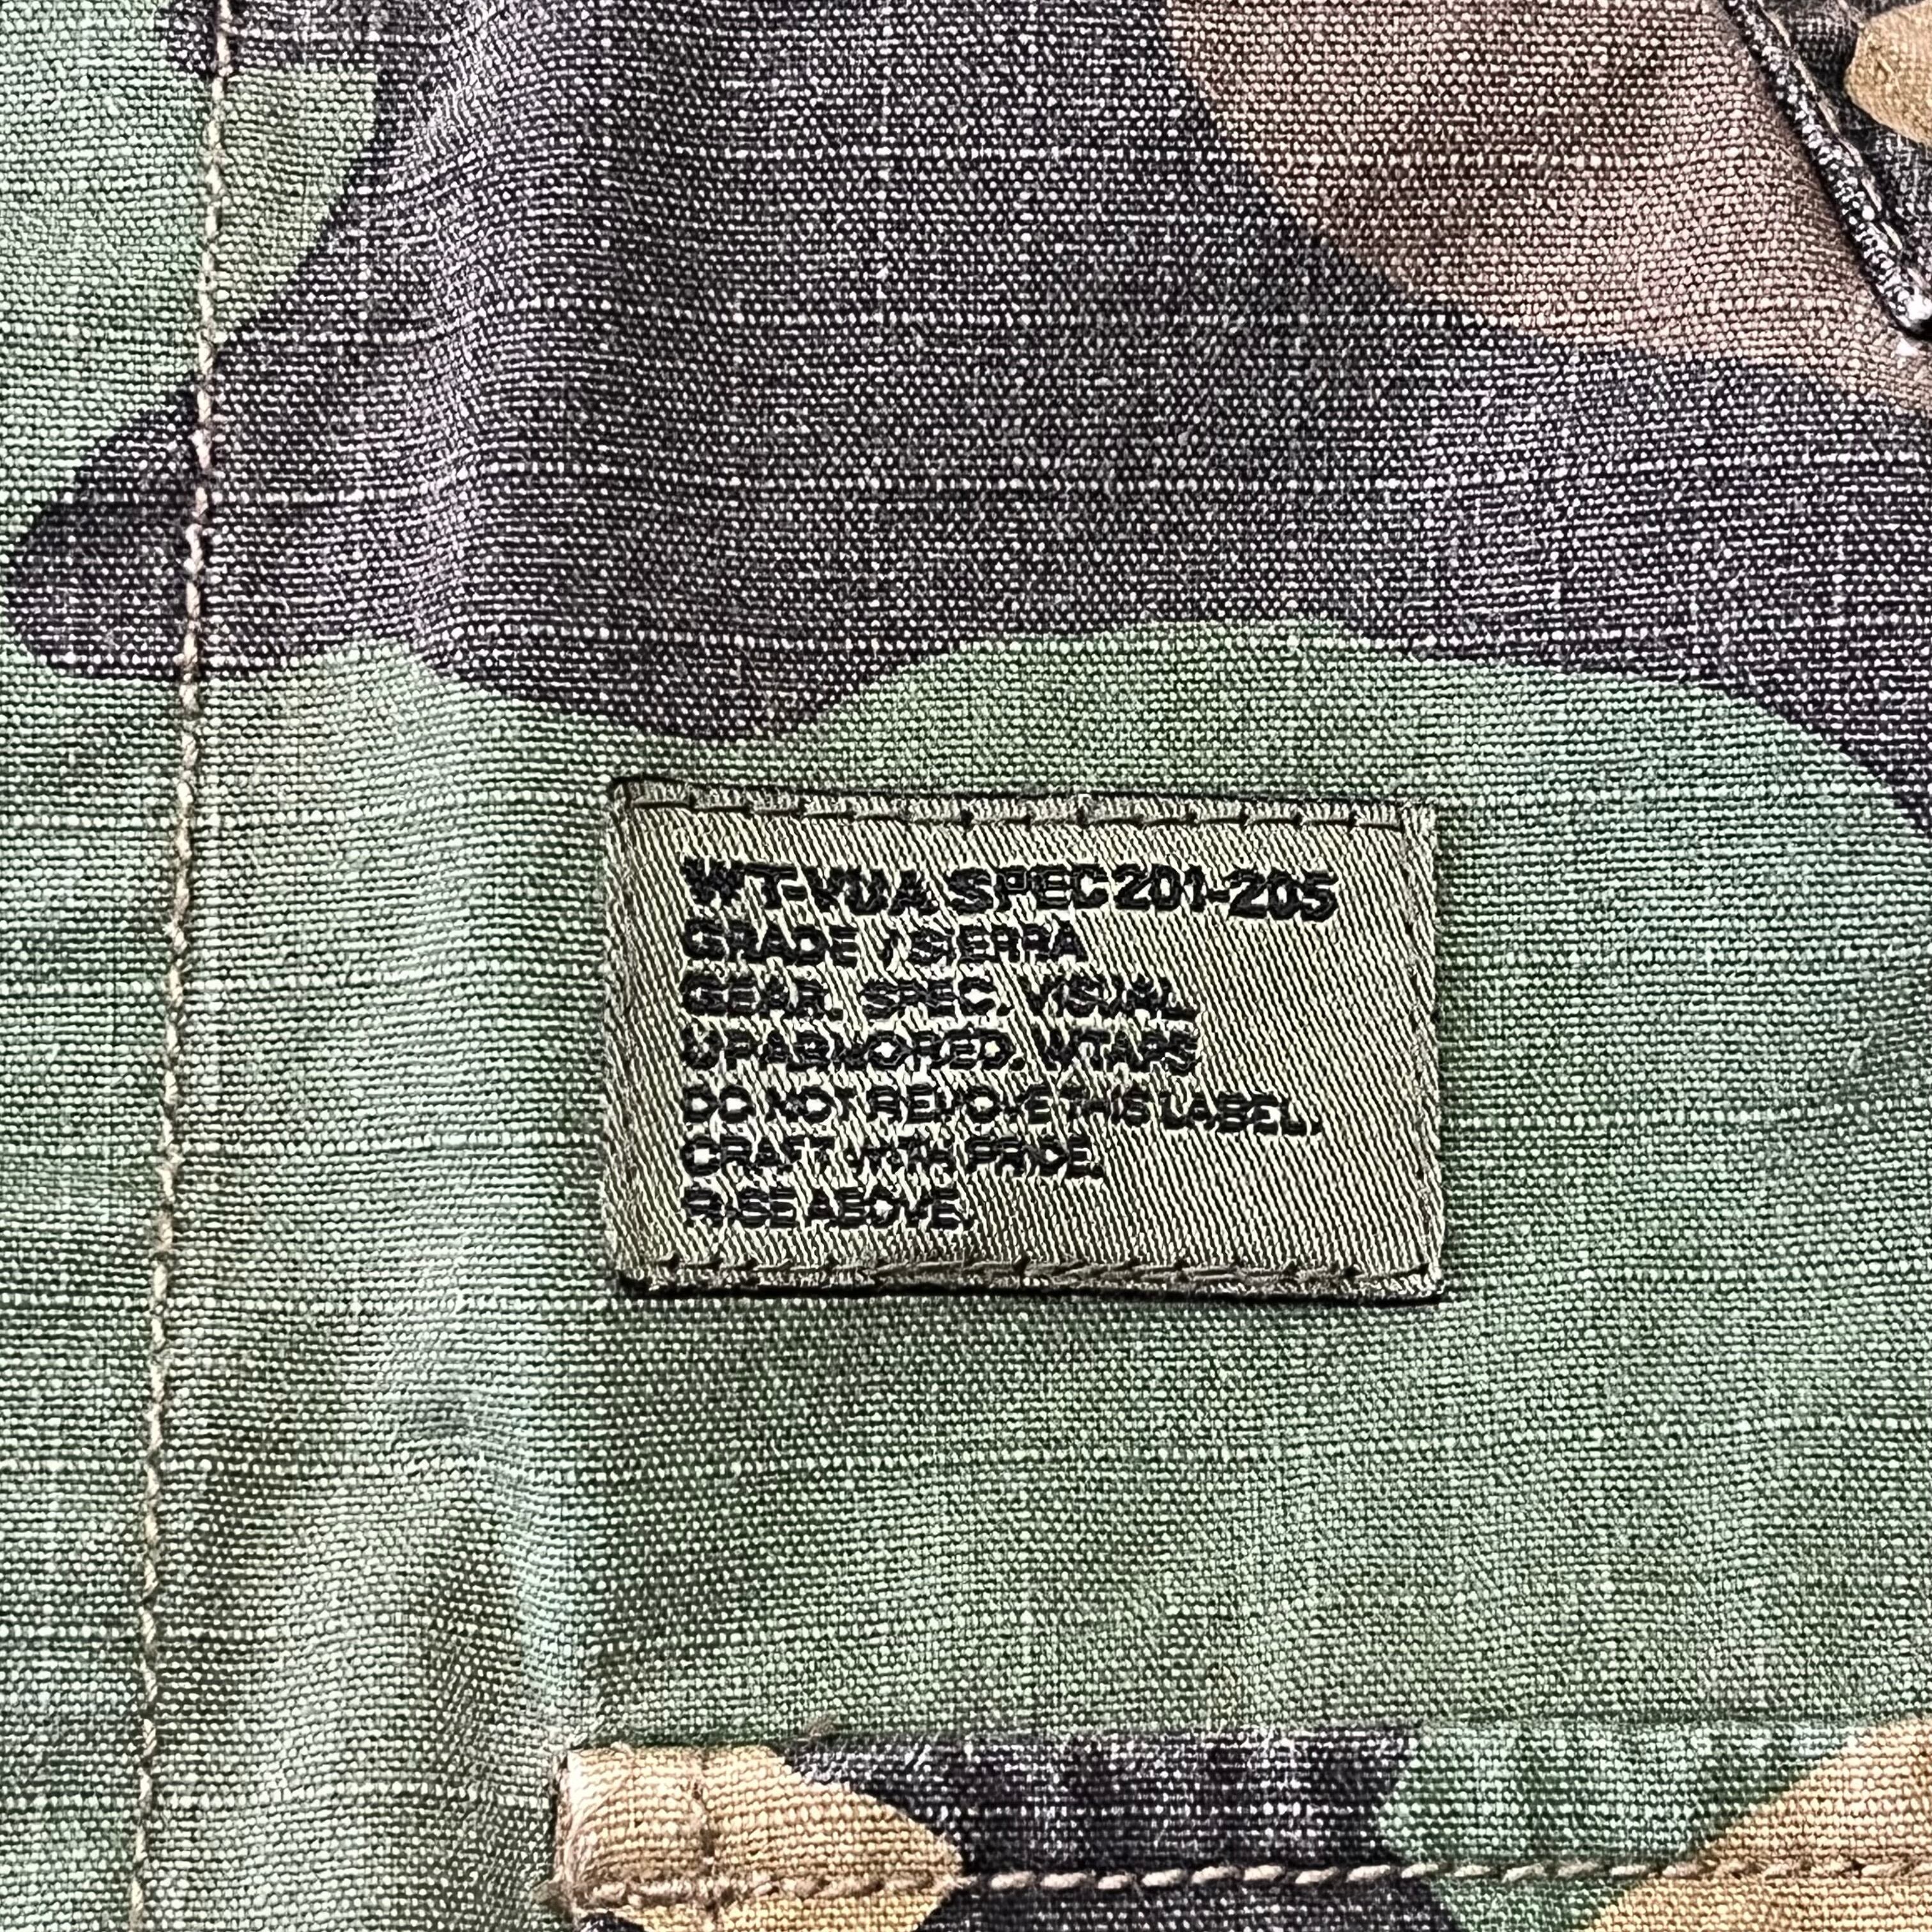 WT-VUA SPEC 201-205
GRADE / SIERRA
GEAR. SPEC. VISUAL
UPARMORED. WTAPS
DO NOT REMOVE THIS LABEL.
CRAFT WITH PRIDE.
RISE ABOVE.